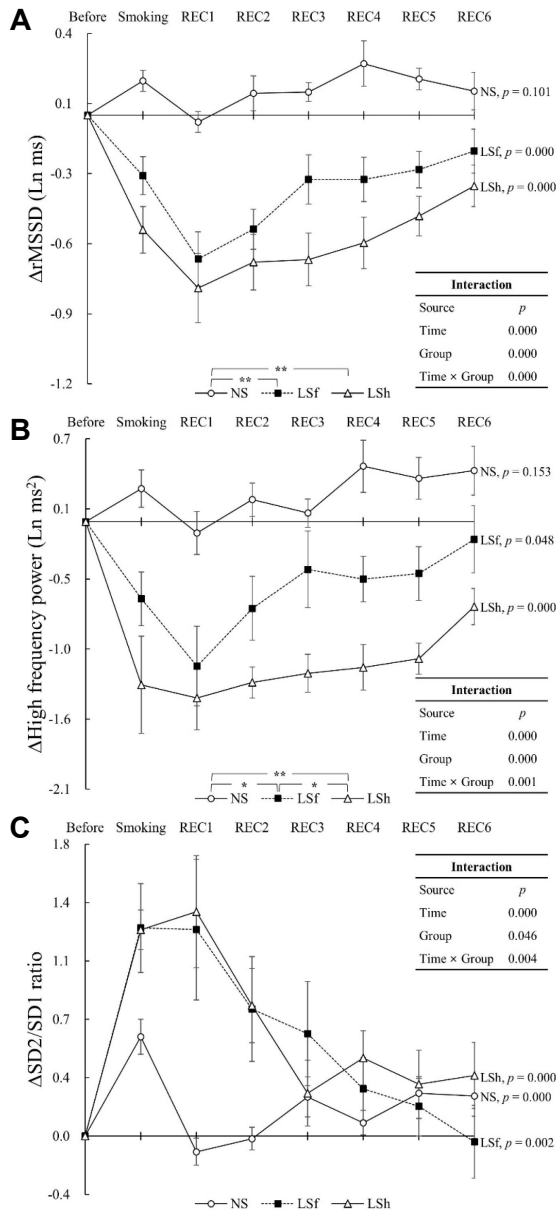 A
Before Smoking REC1 REC2 REC3 REC4 REC5 REC6
0.4
0.1
-0.3
-0.6
-0.9
-1.2
ΔrMSSD (Ln ms)
NS, p = 0.101
LSf, p = 0.000
LSh, p = 0.000
Interaction
Source p
Time 0.000
Group 0.000
Time × Group 0.000
**
**
NS LSf LSh
B
Before Smoking REC1 REC2 REC3 REC4 REC5 REC6
0.7
0.1
-0.5
-1.0
-1.6
-2.1
ΔHigh frequency power (Ln ms²)
NS, p = 0.153
LSf, p = 0.048
LSh, p = 0.000
Interaction
Source p
Time 0.000
Group 0.000
Time × Group 0.001
**
* *
NS LSf LSh
C
Before Smoking REC1 REC2 REC3 REC4 REC5 REC6
1.8
1.4
1.1
0.7
0.4
0.0
-0.4
ΔSD2/SD1 ratio
Interaction
Source p
Time 0.000
Group 0.046
Time × Group 0.004
LSh, p = 0.000
NS, p = 0.000
LSf, p = 0.002
NS LSf LSh